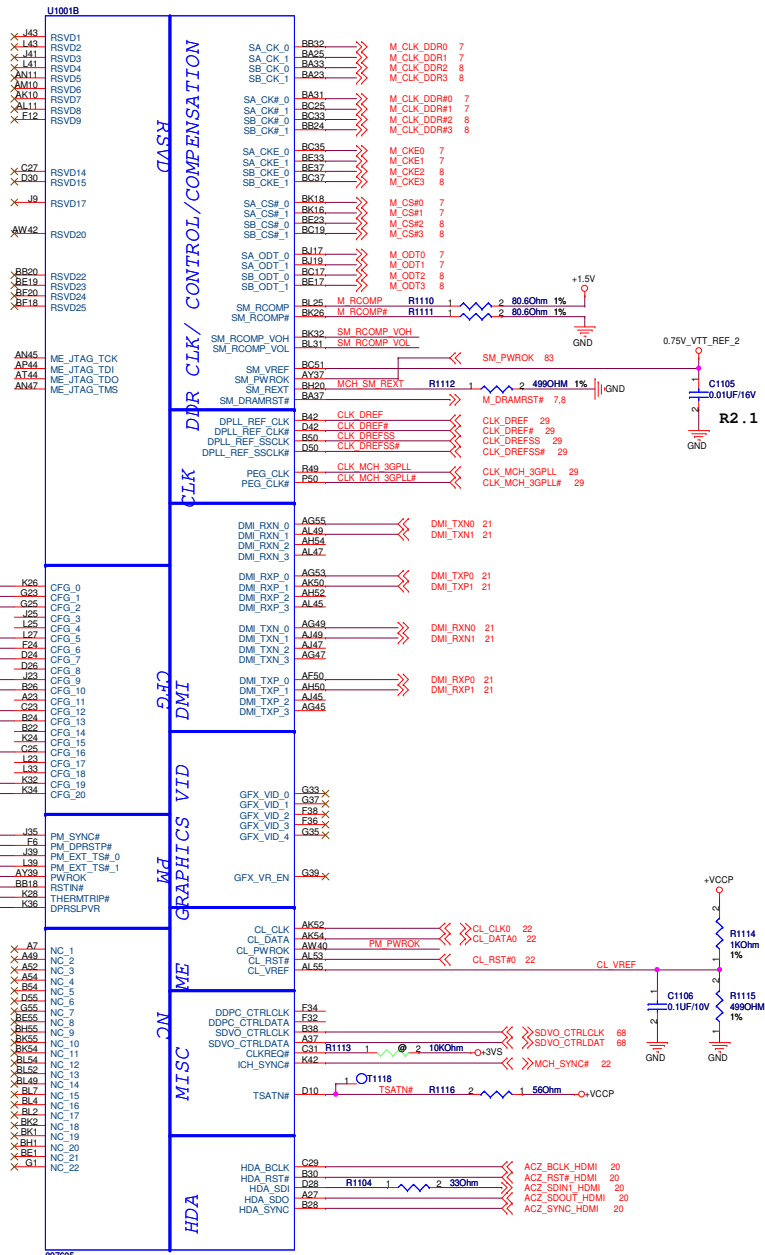 U1001B
J43 RSVD1
L43 RSVD2
J41 RSVD3
L41 RSVD4
AN11 RSVD5
AM10 RSVD6
AK10 RSVD7
AL11 RSVD8
F12 RSVD9
C27 RSVD14
D30 RSVD15
J9 RSVD17
AW42 RSVD20
BB20 RSVD22
BE19 RSVD23
BF20 RSVD24
BF18 RSVD25
AN45 ME_JTAG_TCK
AP44 ME_JTAG_TDI
AT44 ME_JTAG_TDO
AN47 ME_JTAG_TMS
RSVD
K26 CFG_0
G23 CFG_1
G25 CFG_2
J25 CFG_3
L25 CFG_4
L27 CFG_5
F24 CFG_6
D24 CFG_7
D26 CFG_8
J23 CFG_9
B26 CFG_10
A23 CFG_11
C23 CFG_12
B24 CFG_13
B22 CFG_14
K24 CFG_15
C25 CFG_16
L23 CFG_17
L33 CFG_18
K32 CFG_19
K34 CFG_20
CFG
J35 PM_SYNC#
F6 PM_DPRSTP#
J39 PM_EXT_TS#_0
L39 PM_EXT_TS#_1
AY39 PWROK
BB18 RSTIN#
K28 THERMTRIP#
K36 DPRSLPVR
PM
A7 NC_1
A49 NC_2
A52 NC_3
A54 NC_4
B54 NC_5
D55 NC_6
G55 NC_7
BE55 NC_8
BH55 NC_9
BK55 NC_10
BK54 NC_11
BL54 NC_12
BL52 NC_13
BL49 NC_14
BL7 NC_15
BL4 NC_16
BL2 NC_17
BK2 NC_18
BK1 NC_19
BH1 NC_20
BE1 NC_21
G1 NC_22
NC
DDR CLK/ CONTROL/COMPENSATION
SA_CK_0 BB32 M_CLK_DDR0 7
SA_CK_1 BA25 M_CLK_DDR1 7
SB_CK_0 BA33 M_CLK_DDR2 8
SB_CK_1 BA23 M_CLK_DDR3 8
SA_CK#_0 BA31 M_CLK_DDR#0 7
SA_CK#_1 BC25 M_CLK_DDR#1 7
SB_CK#_0 BC33 M_CLK_DDR#2 8
SB_CK#_1 BB24 M_CLK_DDR#3 8
SA_CKE_0 BC35 M_CKE0 7
SA_CKE_1 BE33 M_CKE1 7
SB_CKE_0 BE37 M_CKE2 8
SB_CKE_1 BC37 M_CKE3 8
SA_CS#_0 BK18 M_CS#0 7
SA_CS#_1 BK16 M_CS#1 7
SB_CS#_0 BE23 M_CS#2 8
SB_CS#_1 BC19 M_CS#3 8
SA_ODT_0 BJ17 M_ODT0 7
SA_ODT_1 BJ19 M_ODT1 7
SB_ODT_0 BC17 M_ODT2 8
SB_ODT_1 BE17 M_ODT3 8
+1.5V
SM_RCOMP BL25 M_RCOMP R1110 1 2 80.6Ohm 1%
SM_RCOMP# BK26 M_RCOMP# R1111 1 2 80.6Ohm 1%
GND
SM_RCOMP_VOH BK32 SM_RCOMP_VOH
SM_RCOMP_VOL BL31 SM_RCOMP_VOL
SM_VREF BC51 SM_PWROK 83
SM_PWROK AY37
SM_REXT BH20 MCH_SM_REXT R1112 1 2 499OHM 1% GND
SM_DRAMRST# BA37 M_DRAMRST# 7,8
0.75V_VTT_REF_2
1
C1105
0.01UF/16V
2
R2.1
GND
CLK
DPLL_REF_CLK B42 CLK_DREF CLK_DREF 29
DPLL_REF_CLK# D42 CLK_DREF# CLK_DREF# 29
DPLL_REF_SSCLK B50 CLK_DREFSS CLK_DREFSS 29
DPLL_REF_SSCLK# D50 CLK_DREFSS# CLK_DREFSS# 29
PEG_CLK R49 CLK_MCH_3GPLL CLK_MCH_3GPLL 29
PEG_CLK# P50 CLK_MCH_3GPLL# CLK_MCH_3GPLL# 29
DMI
DMI_RXN_0 AG55 DMI_TXN0 21
DMI_RXN_1 AL49 DMI_TXN1 21
DMI_RXN_2 AH54
DMI_RXN_3 AL47
DMI_RXP_0 AG53 DMI_TXP0 21
DMI_RXP_1 AK50 DMI_TXP1 21
DMI_RXP_2 AH52
DMI_RXP_3 AL45
DMI_TXN_0 AG49 DMI_RXN0 21
DMI_TXN_1 AJ49 DMI_RXN1 21
DMI_TXN_2 AJ47
DMI_TXN_3 AG47
DMI_TXP_0 AF50 DMI_RXP0 21
DMI_TXP_1 AH50 DMI_RXP1 21
DMI_TXP_2 AJ45
DMI_TXP_3 AG45
GRAPHICS VID
GFX_VID_0 G33
GFX_VID_1 G37
GFX_VID_2 F38
GFX_VID_3 F36
GFX_VID_4 G35
GFX_VR_EN G39
ME
CL_CLK AK52 CL_CLK0 22
CL_DATA AK54 CL_DATA0 22
CL_PWROK AW40 PM_PWROK
CL_RST# AL53 CL_RST#0 22
CL_VREF AL55 CL_VREF
+VCCP
2
R1114
1KOhm
1%
1
1
C1106
0.1UF/10V
2
GND
1
R1115
499OHM
1%
2
GND
MISC
DDPC_CTRLCLK F34
DDPC_CTRLDATA F32
SDVO_CTRLCLK B38 SDVO_CTRLCLK 68
SDVO_CTRLDATA A37 SDVO_CTRLDAT 68
CLKREQ# C31 R1113 1 @ 2 10KOhm +3VS
ICH_SYNC# K42 MCH_SYNC# 22
1 T1118
TSATN# D10 TSATN# R1116 2 1 56Ohm +VCCP
HDA
HDA_BCLK C29 ACZ_BCLK_HDMI 20
HDA_RST# B30 ACZ_RST#_HDMI 20
HDA_SDI D28 R1104 1 2 33Ohm ACZ_SDIN1_HDMI 20
HDA_SDO A27 ACZ_SDOUT_HDMI 20
HDA_SYNC B28 ACZ_SYNC_HDMI 20